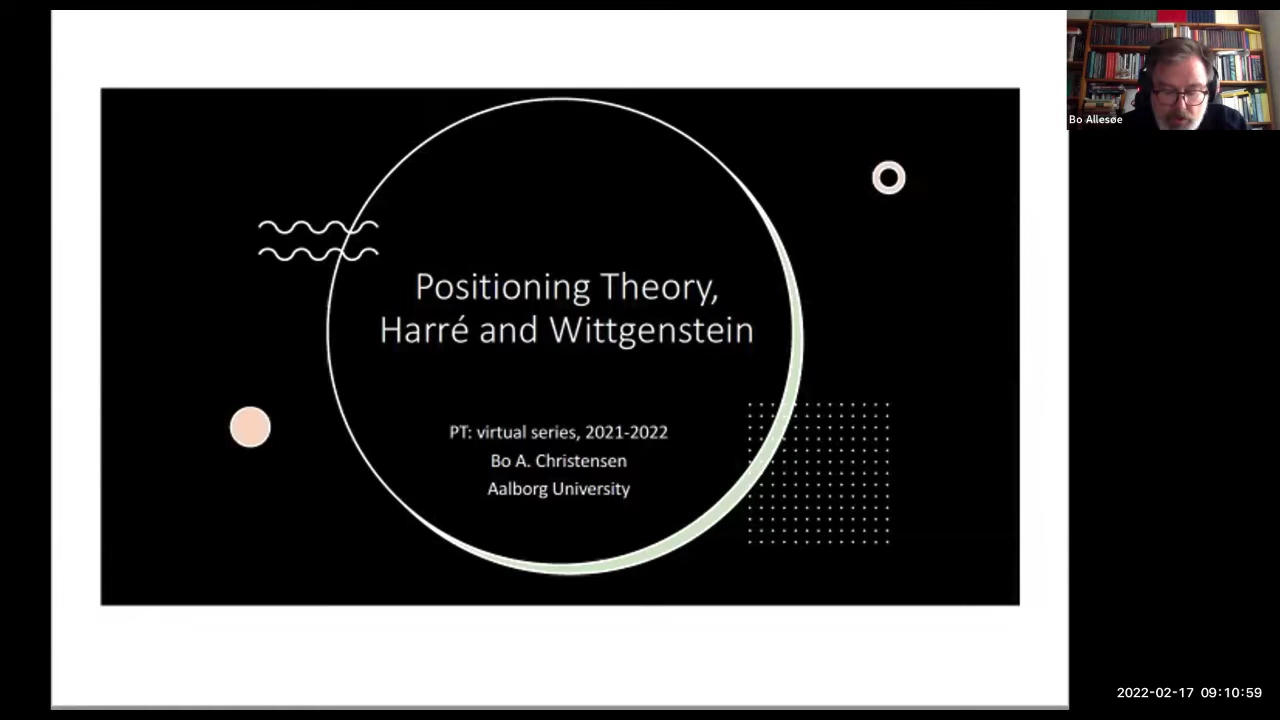 Bo Allesøe
Positioning Theory,
Harré and Wittgenstein
PT: virtual series, 2021-2022
Bo A. Christensen
Aalborg University
2022-02-17 09:10:59